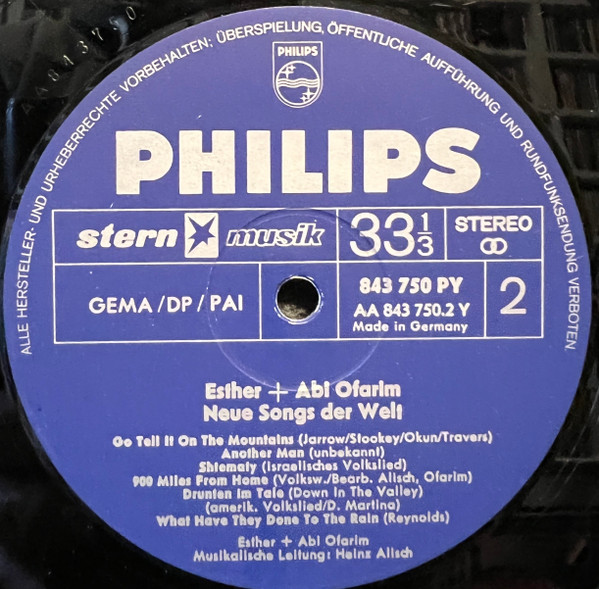 AA 843750
ALLE HERSTELLER- UND URHEBERRECHTE VORBEHALTEN; ÜBERSPIELUNG, ÖFFENTLICHE AUFFÜHRUNG UND RUNDFUNKSENDUNG VERBOTEN
PHILIPS
PHILIPS
stern musik 33 1/3 STEREO
GEMA/DP/PAI 843 750 PY 2
AA 843 750.2 Y
Made in Germany
Esther + Abi Ofarim
Neue Songs der Welt
Go Tell It On The Mountains (Jarrow/Stookey/Okun/Travers)
Another Man (unbekannt)
Shtematy (Israelisches Volkslied)
900 Miles From Home (Volksw./Bearb. Alisch, Ofarim)
Drunten im Tale (Down In The Valley)
(amerik. Volkslied/D. Martina)
What Have They Done To The Rain (Reynolds)
Esther + Abi Ofarim
Musikalische Leitung: Heinz Alisch